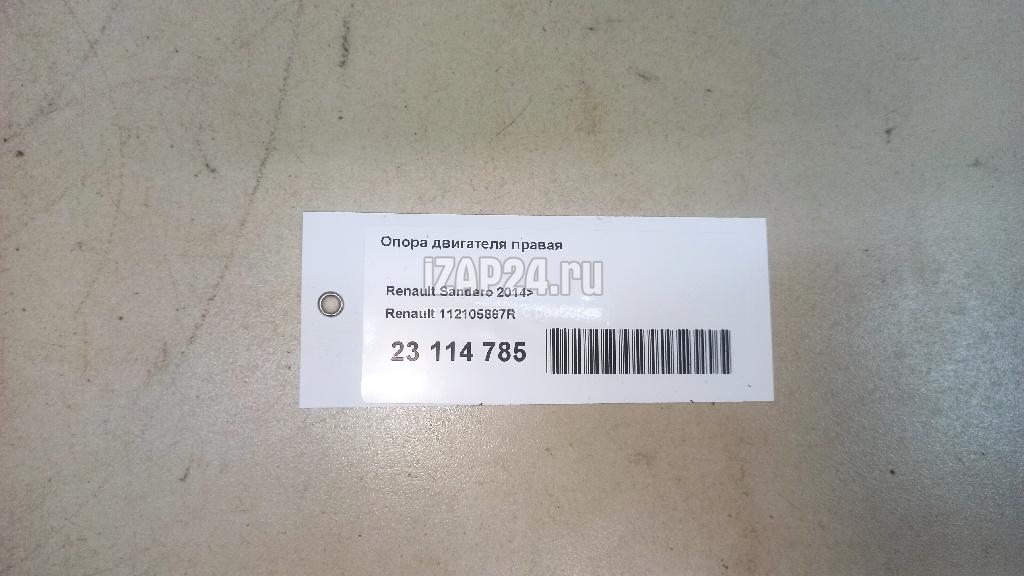 Опора двигателя правая
iZAP24.ru
Renault Sandero 2014>
Renault 112105867R
23 114 785